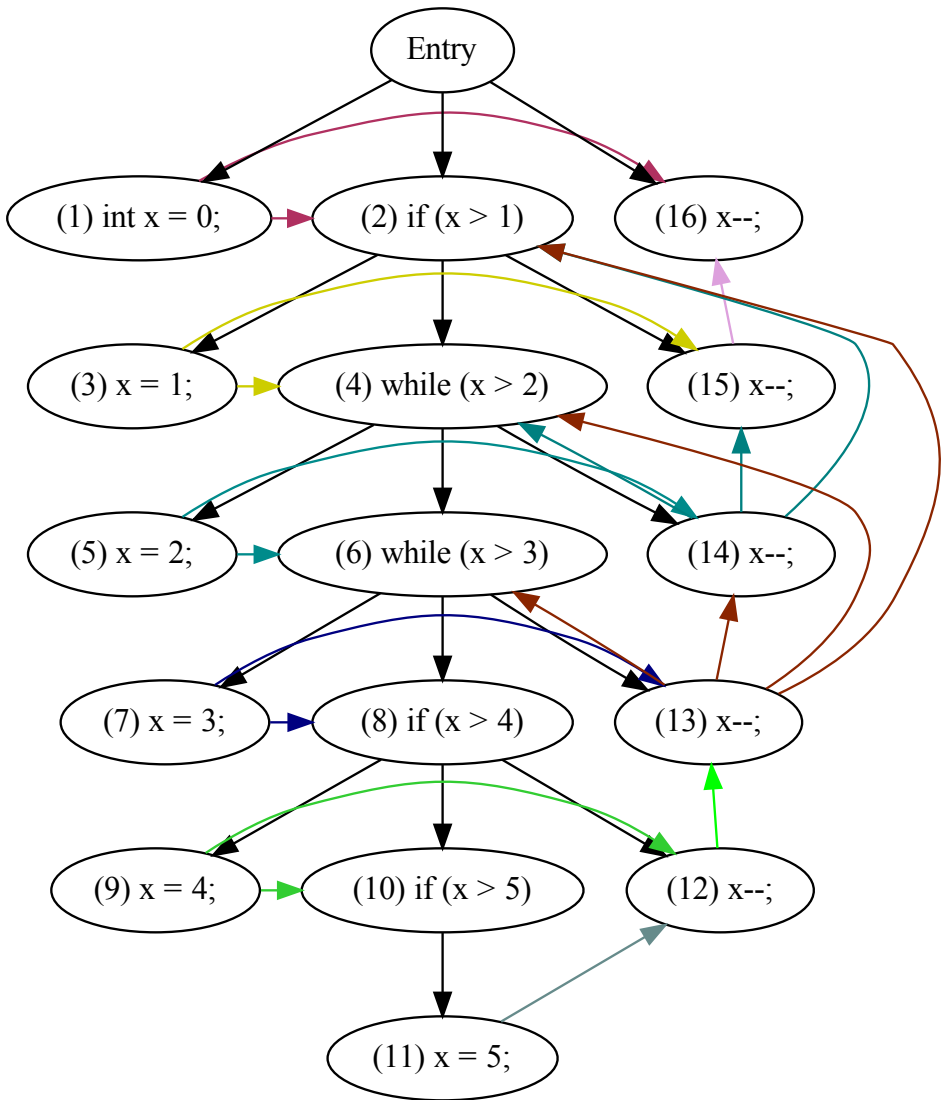 Entry
(1) int x = 0;
(2) if (x > 1)
(16) x--;
(3) x = 1;
(4) while (x > 2)
(15) x--;
(5) x = 2;
(6) while (x > 3)
(14) x--;
(7) x = 3;
(8) if (x > 4)
(13) x--;
(9) x = 4;
(10) if (x > 5)
(12) x--;
(11) x = 5;